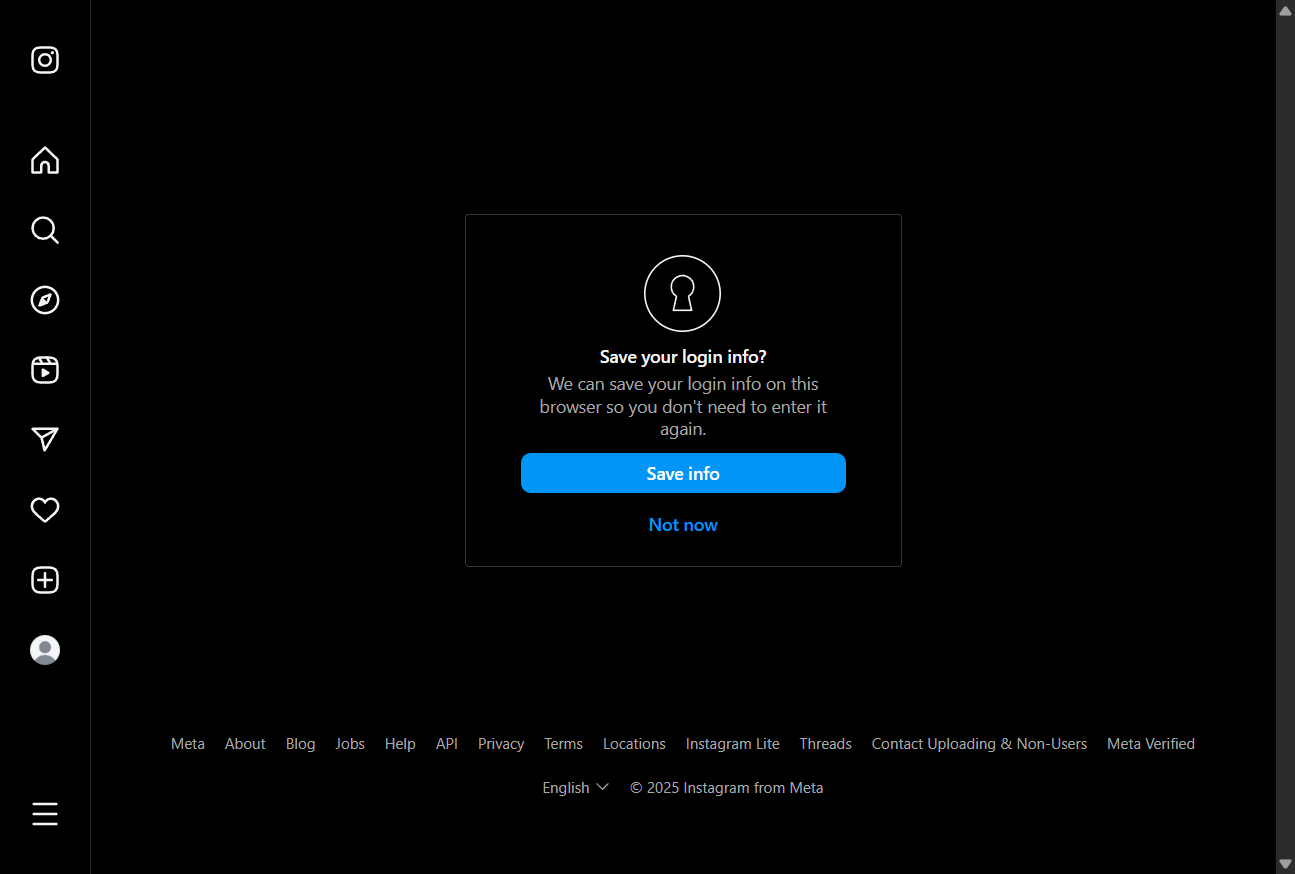 Save your login info?
We can save your login info on this
browser so you don't need to enter it
again.
Save info
Not now
Meta About Blog Jobs Help API Privacy Terms Locations Instagram Lite Threads Contact Uploading & Non-Users Meta Verified
English © 2025 Instagram from Meta